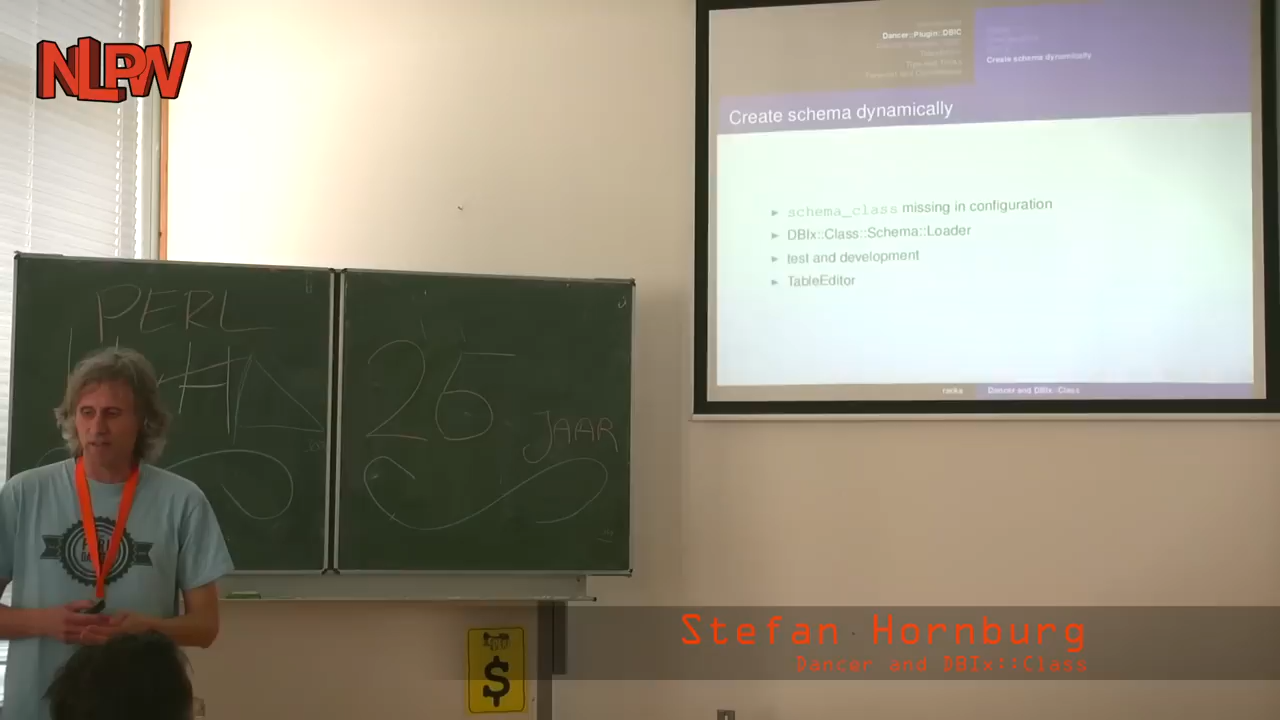 NLPW
Dancer::Plugin::DBIC
Create schema dynamically
Create schema dynamically
► schema_class missing in configuration
► DBIx::Class::Schema::Loader
► test and development
► TableEditor
racke
Dancer and DBIx::Class
PERL
25
JAAR
$
Stefan Hornburg
Dancer and DBIx::Class